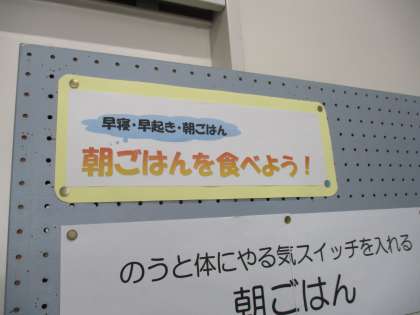 早寝・早起き・朝ごはん
朝ごはんを食べよう！
のうと体にやる気スイッチを入れる
朝ごはん